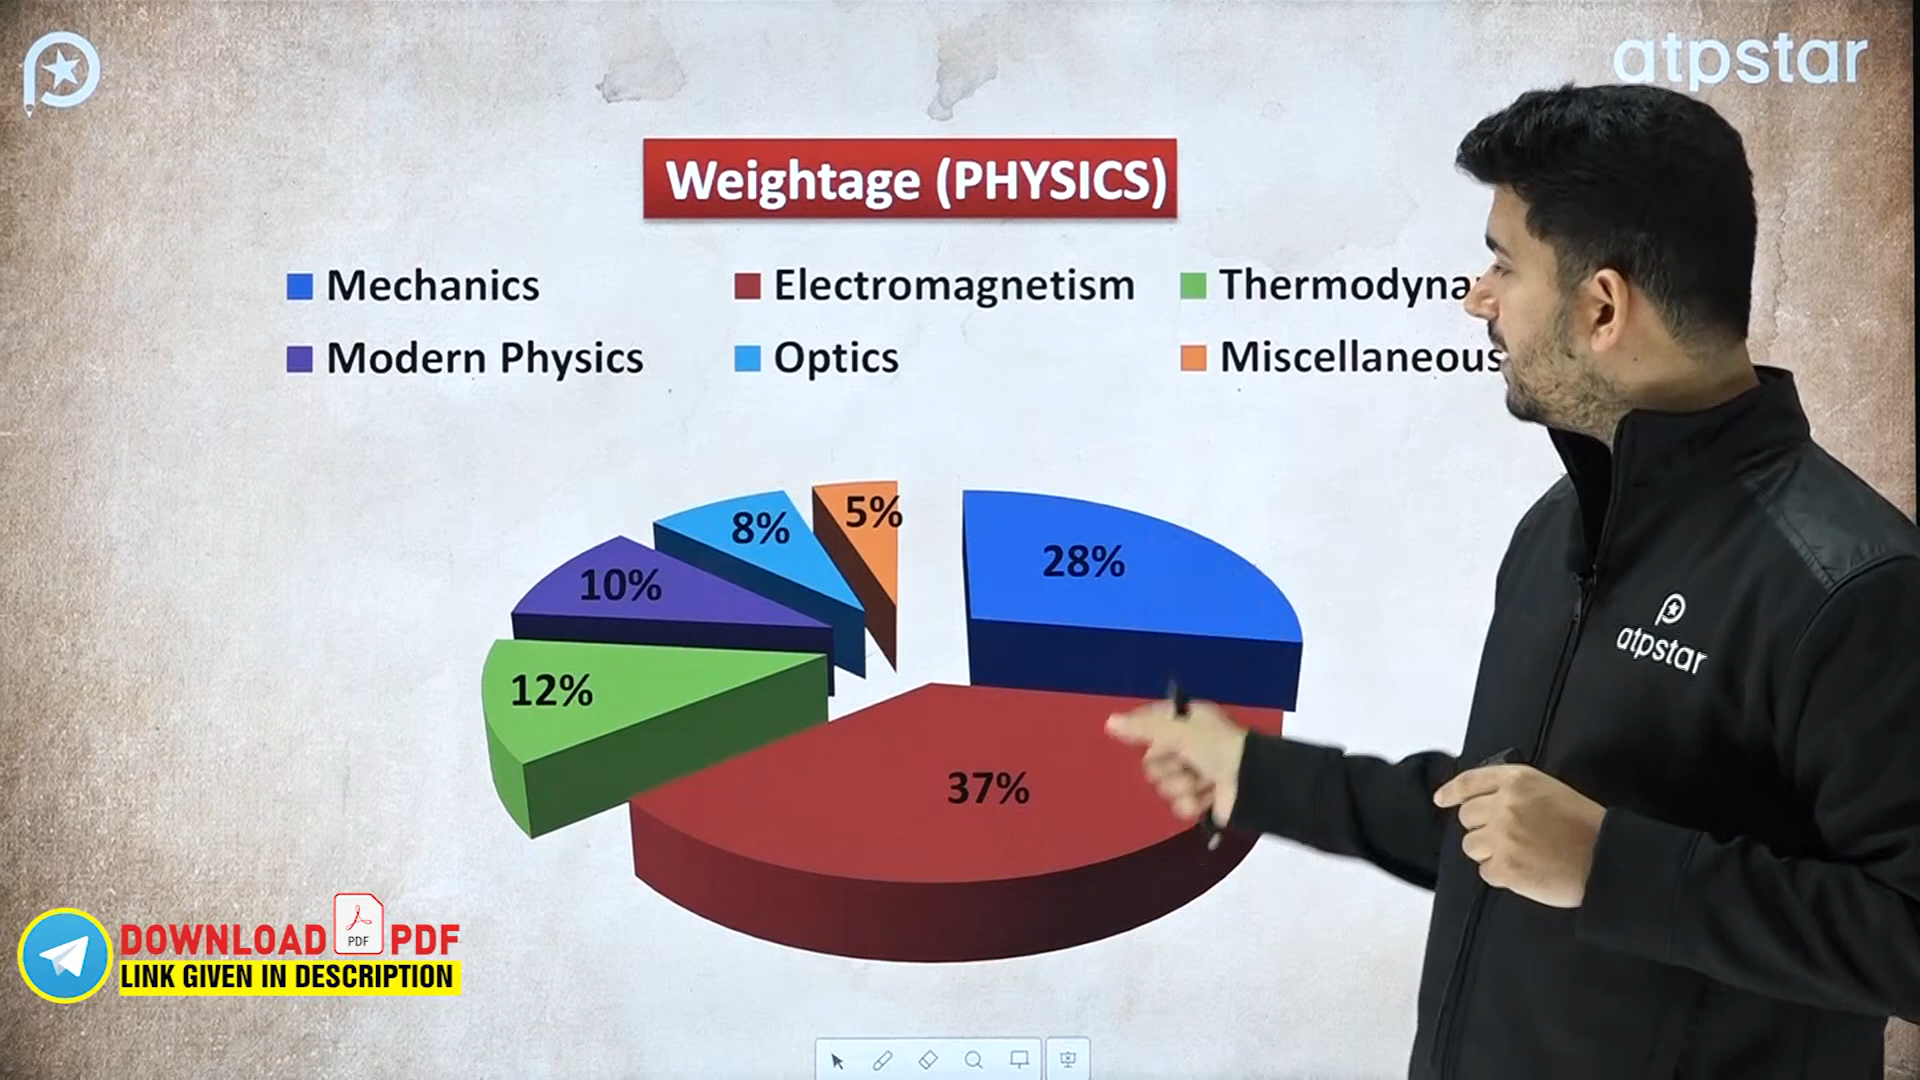 atpstar
Weightage (PHYSICS)
Mechanics
Electromagnetism
Modern Physics
Optics
Miscellaneous
5%
8%
28%
10%
12%
37%
atpstar
DOWNLOAD PDF PDF
LINK GIVEN IN DESCRIPTION